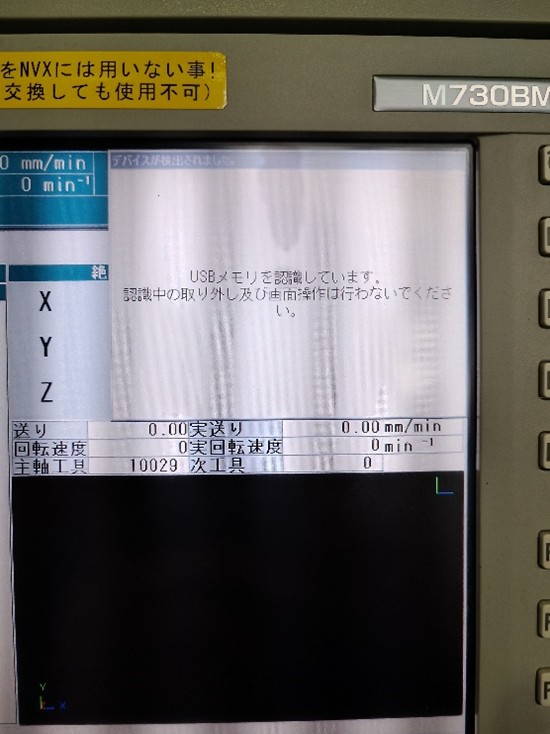 をNVXには用いない事!
交換しても使用不可)
M730BM
0 mm/min
0 min⁻¹
デバイスが検出されました。
絶
USBメモリを認識しています。
認識中の取り外し及び画面操作は行わないでくださ
い。
X
Y
Z
送り 0.00 実送り 0.00 mm/min
回転速度 0 実回転速度 0 min⁻¹
主軸工具 10029 次工具 0
Y
X